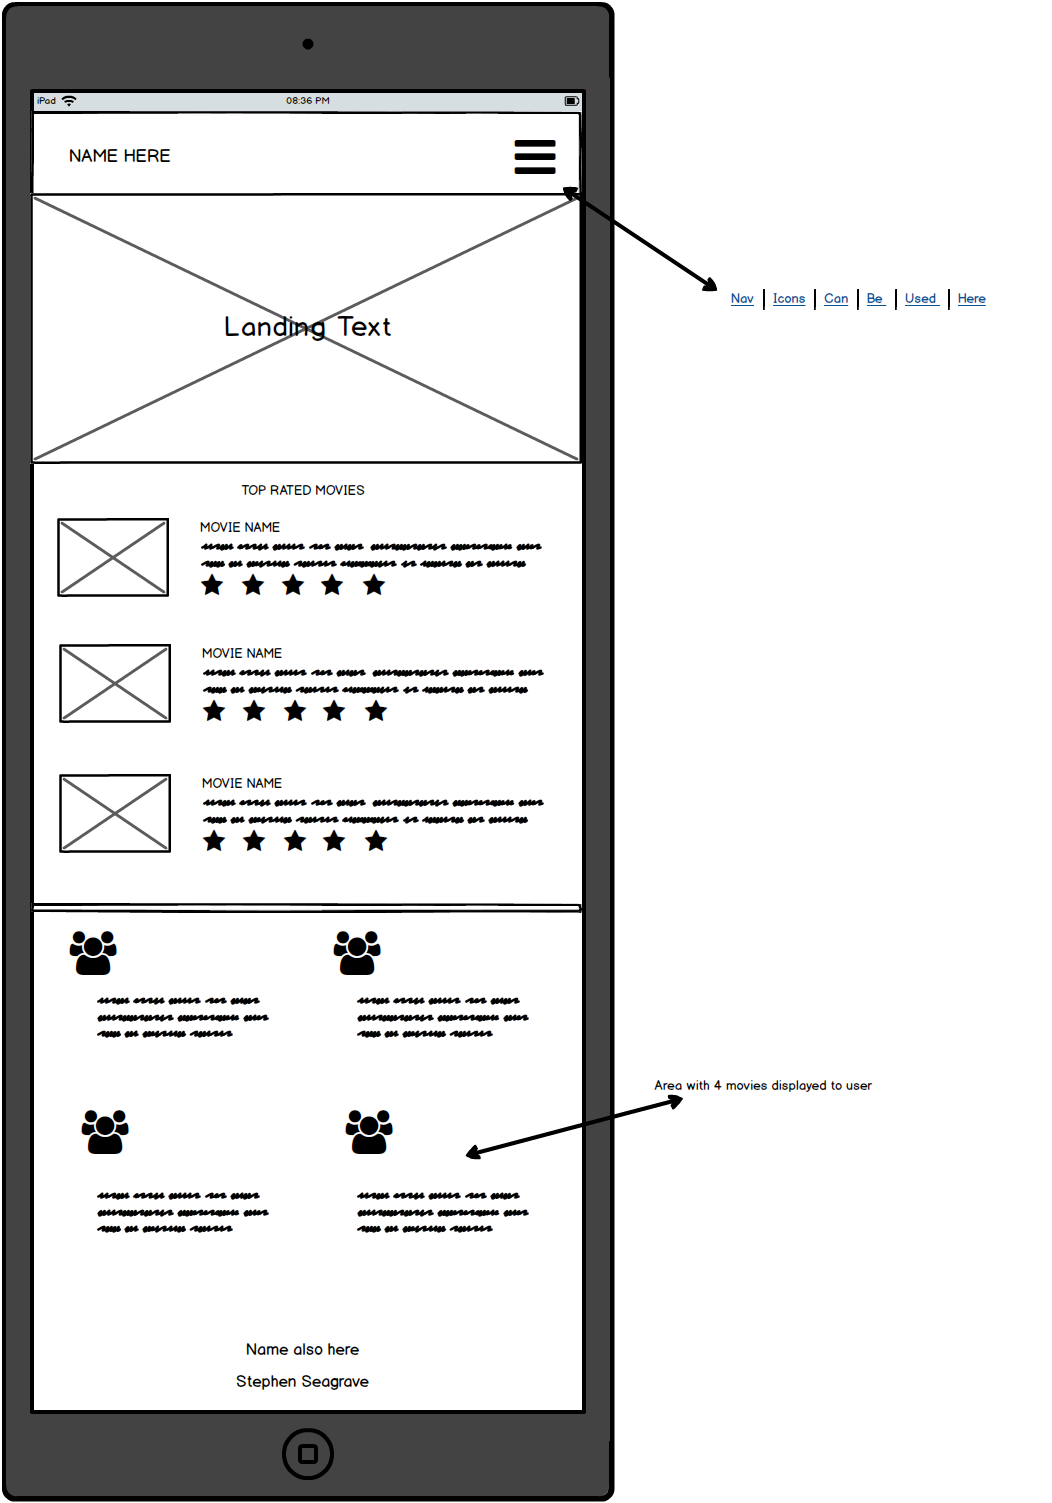 iPad
08:36 PM
NAME HERE
Nav | Icons | Can | Be | Used | Here
Landing Text
TOP RATED MOVIES
MOVIE NAME
MOVIE NAME
MOVIE NAME
Area with 4 movies displayed to user
Name also here
Stephen Seagrave